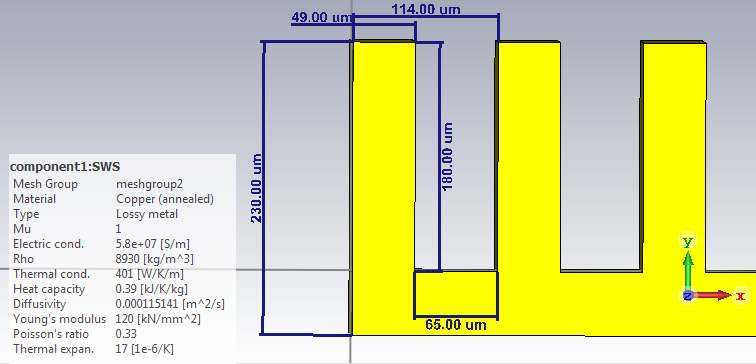 114.00 um
49.00 um
230.00 um
180.00 um
65.00 um
component1:SWS
Mesh Group meshgroup2
Material Copper (annealed)
Type Lossy metal
Mu 1
Electric cond. 5.8e+07 [S/m]
Rho 8930 [kg/m^3]
Thermal cond. 401 [W/K/m]
Heat capacity 0.39 [kJ/K/kg]
Diffusivity 0.000115141 [m^2/s]
Young's modulus 120 [kN/mm^2]
Poisson's ratio 0.33
Thermal expan. 17 [1e-6/K]
y
z
x